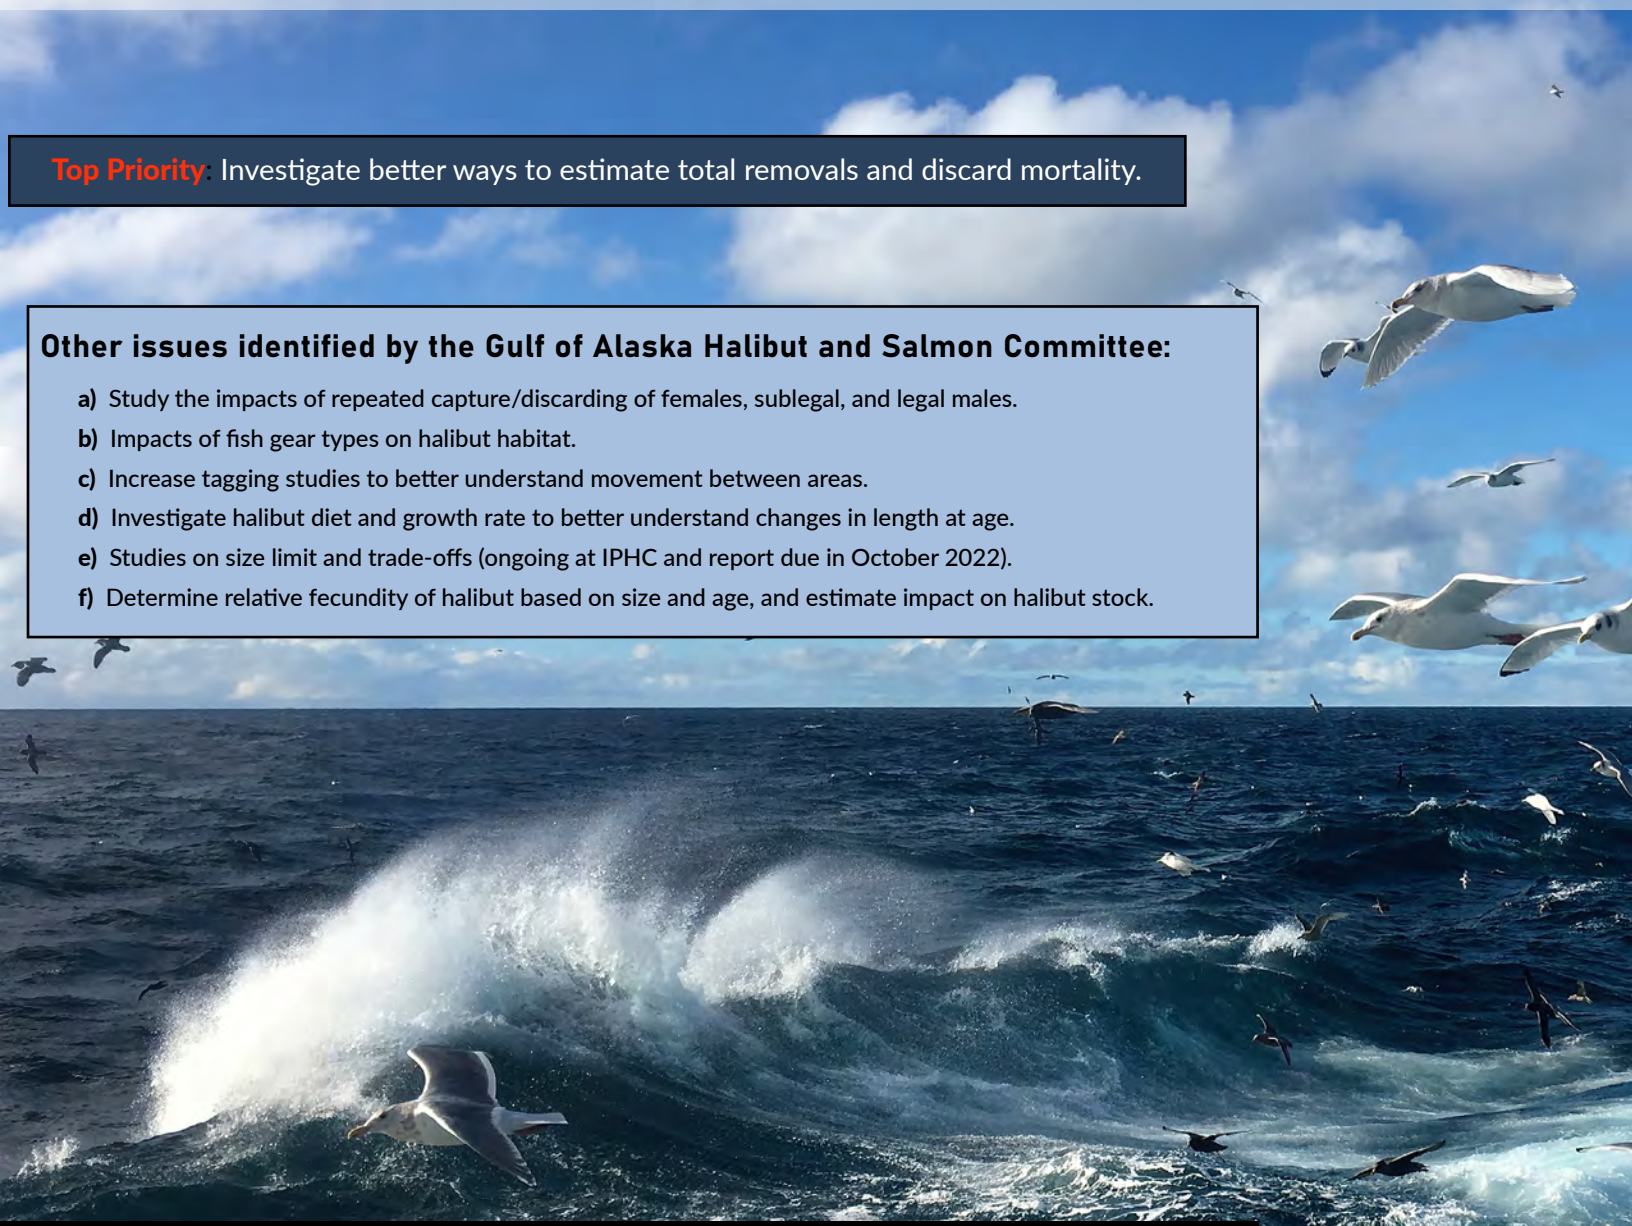 Top Priority: Investigate better ways to estimate total removals and discard mortality.
Other issues identified by the Gulf of Alaska Halibut and Salmon Committee:
a) Study the impacts of repeated capture/discarding of females, sublegal, and legal males.
b) Impacts of fish gear types on halibut habitat.
c) Increase tagging studies to better understand movement between areas.
d) Investigate halibut diet and growth rate to better understand changes in length at age.
e) Studies on size limit and trade-offs (ongoing at IPHC and report due in October 2022).
f) Determine relative fecundity of halibut based on size and age, and estimate impact on halibut stock.